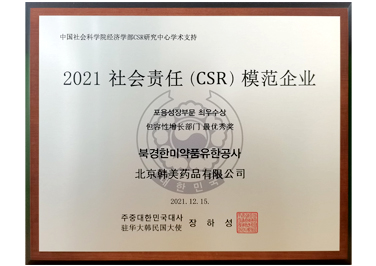 中国社会科学院经济学部CSR研究中心学术支持
2021 社会责任 (CSR) 模范企业
포용성장부문 최우수상
包容性增长部门 最优秀奖
북경한미약품유한공사
北京韩美药品有限公司
2021.12.15.
주중대한민국대사 장하성
驻华大韩民国大使